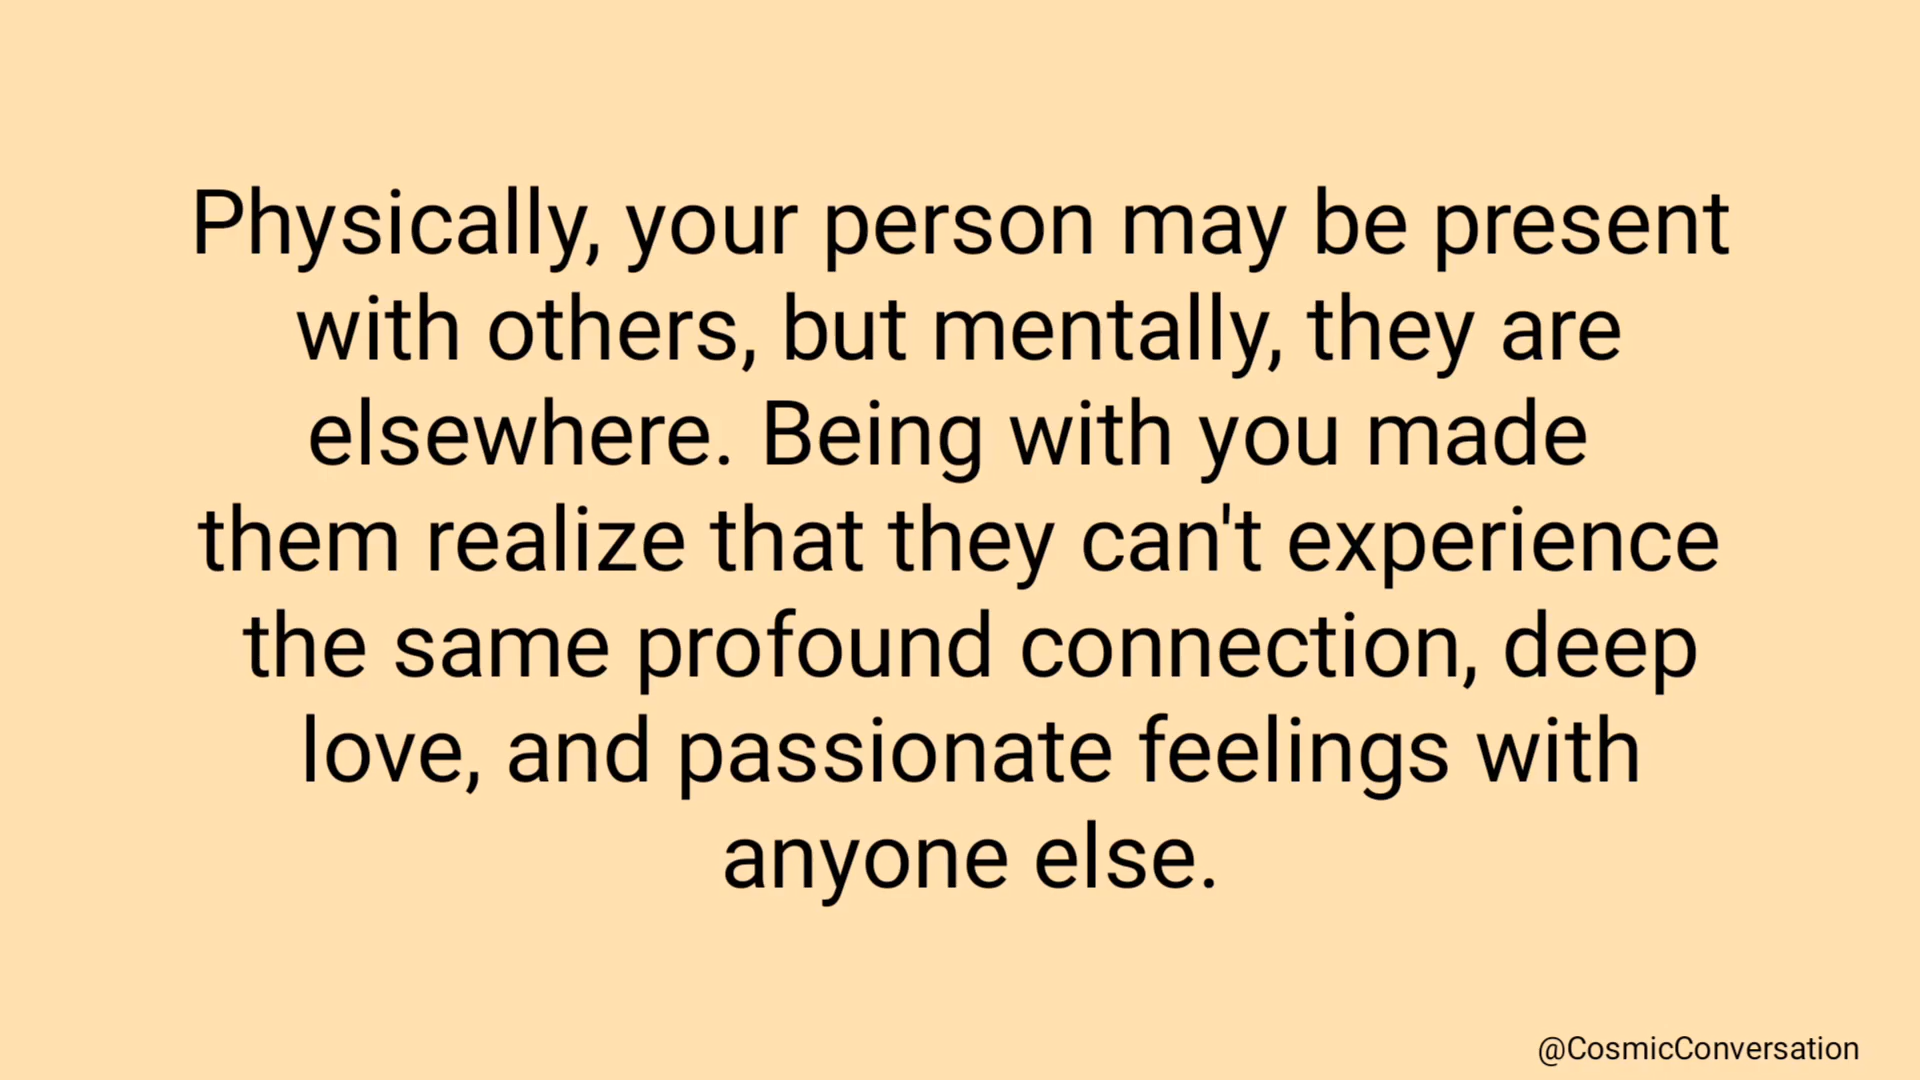 Physically, your person may be present
with others, but mentally, they are
elsewhere. Being with you made
them realize that they can't experience
the same profound connection, deep
love, and passionate feelings with
anyone else.
@CosmicConversation